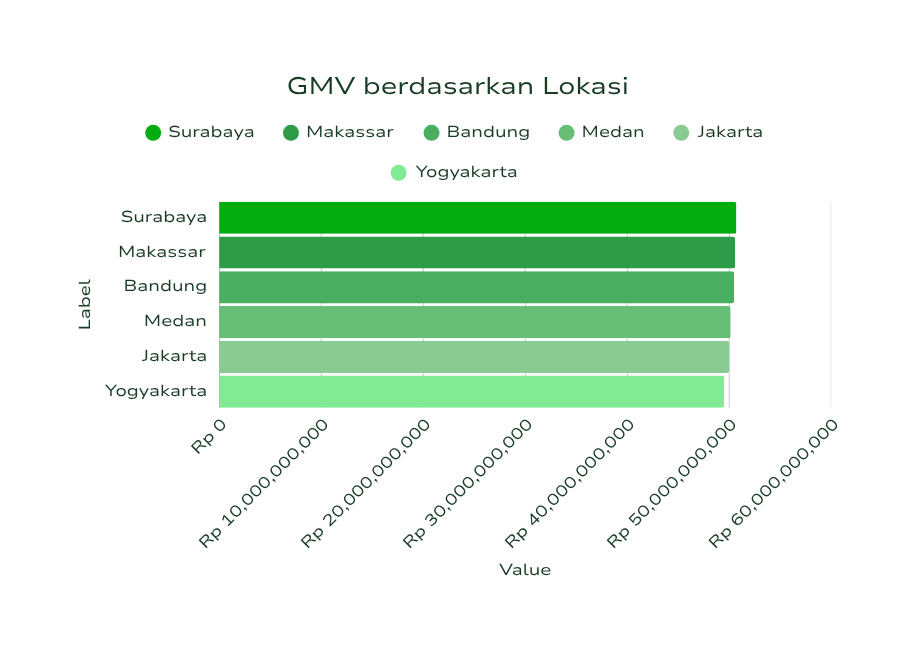 GMV berdasarkan Lokasi
Surabaya Makassar Bandung Medan Jakarta
Yogyakarta
Surabaya
Makassar
Bandung
Medan
Jakarta
Yogyakarta
Label
Rp 0
Rp 10,000,000,000
Rp 20,000,000,000
Rp 30,000,000,000
Rp 40,000,000,000
Rp 50,000,000,000
Rp 60,000,000,000
Value